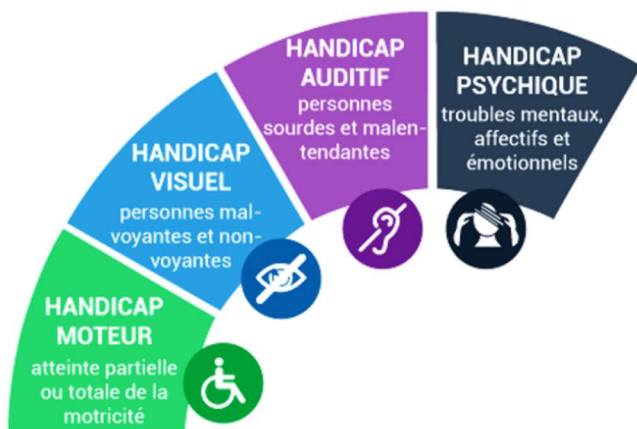 HANDICAP
MOTEUR
atteinte partielle
ou totale de la
motricité
HANDICAP
VISUEL
personnes mal-
voyantes et non-
voyantes
HANDICAP
AUDITIF
personnes
sourdes et malen-
tendantes
HANDICAP
PSYCHIQUE
troubles mentaux,
affectifs et
émotionnels